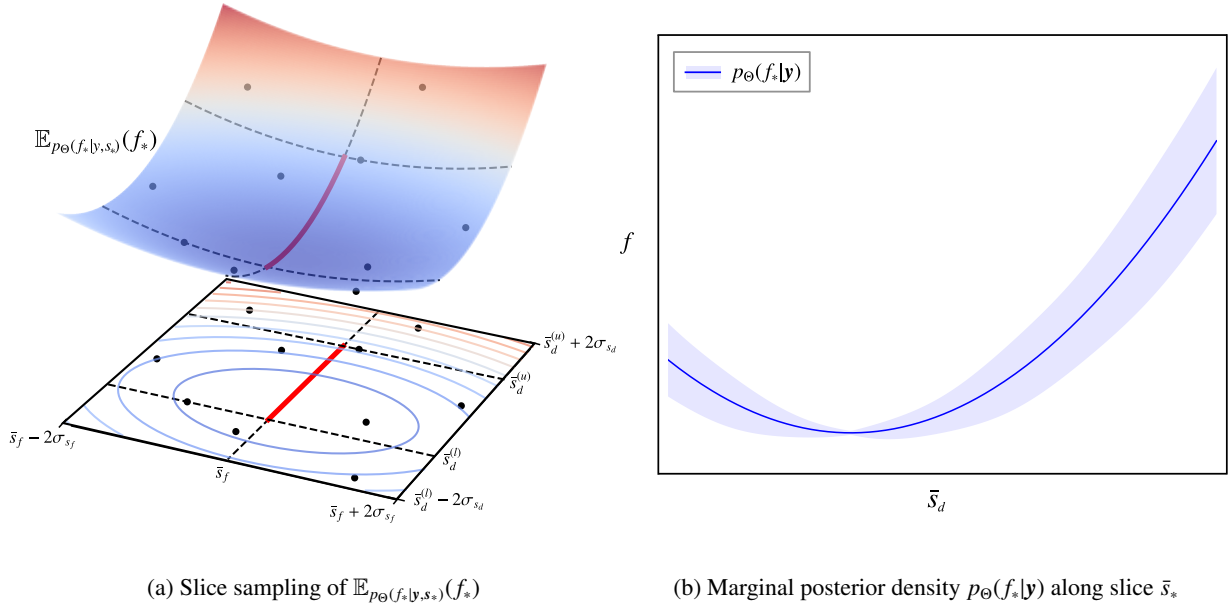 𝔼_{p_Θ(f_*|y,s_*)}(f_*)
s̄_d^{(u)} + 2σ_{s_d}
s̄_d^{(u)}
s̄_d^{(l)}
s̄_d^{(l)} − 2σ_{s_d}
s̄_f − 2σ_{s_f}
s̄_f
s̄_f + 2σ_{s_f}
p_Θ(f_*|𝒚)
f
s̄_d
(a) Slice sampling of 𝔼_{p_Θ(f_*|𝐲,𝐬_*)}(f_*)
(b) Marginal posterior density p_Θ(f_*|𝒚) along slice s̄_*